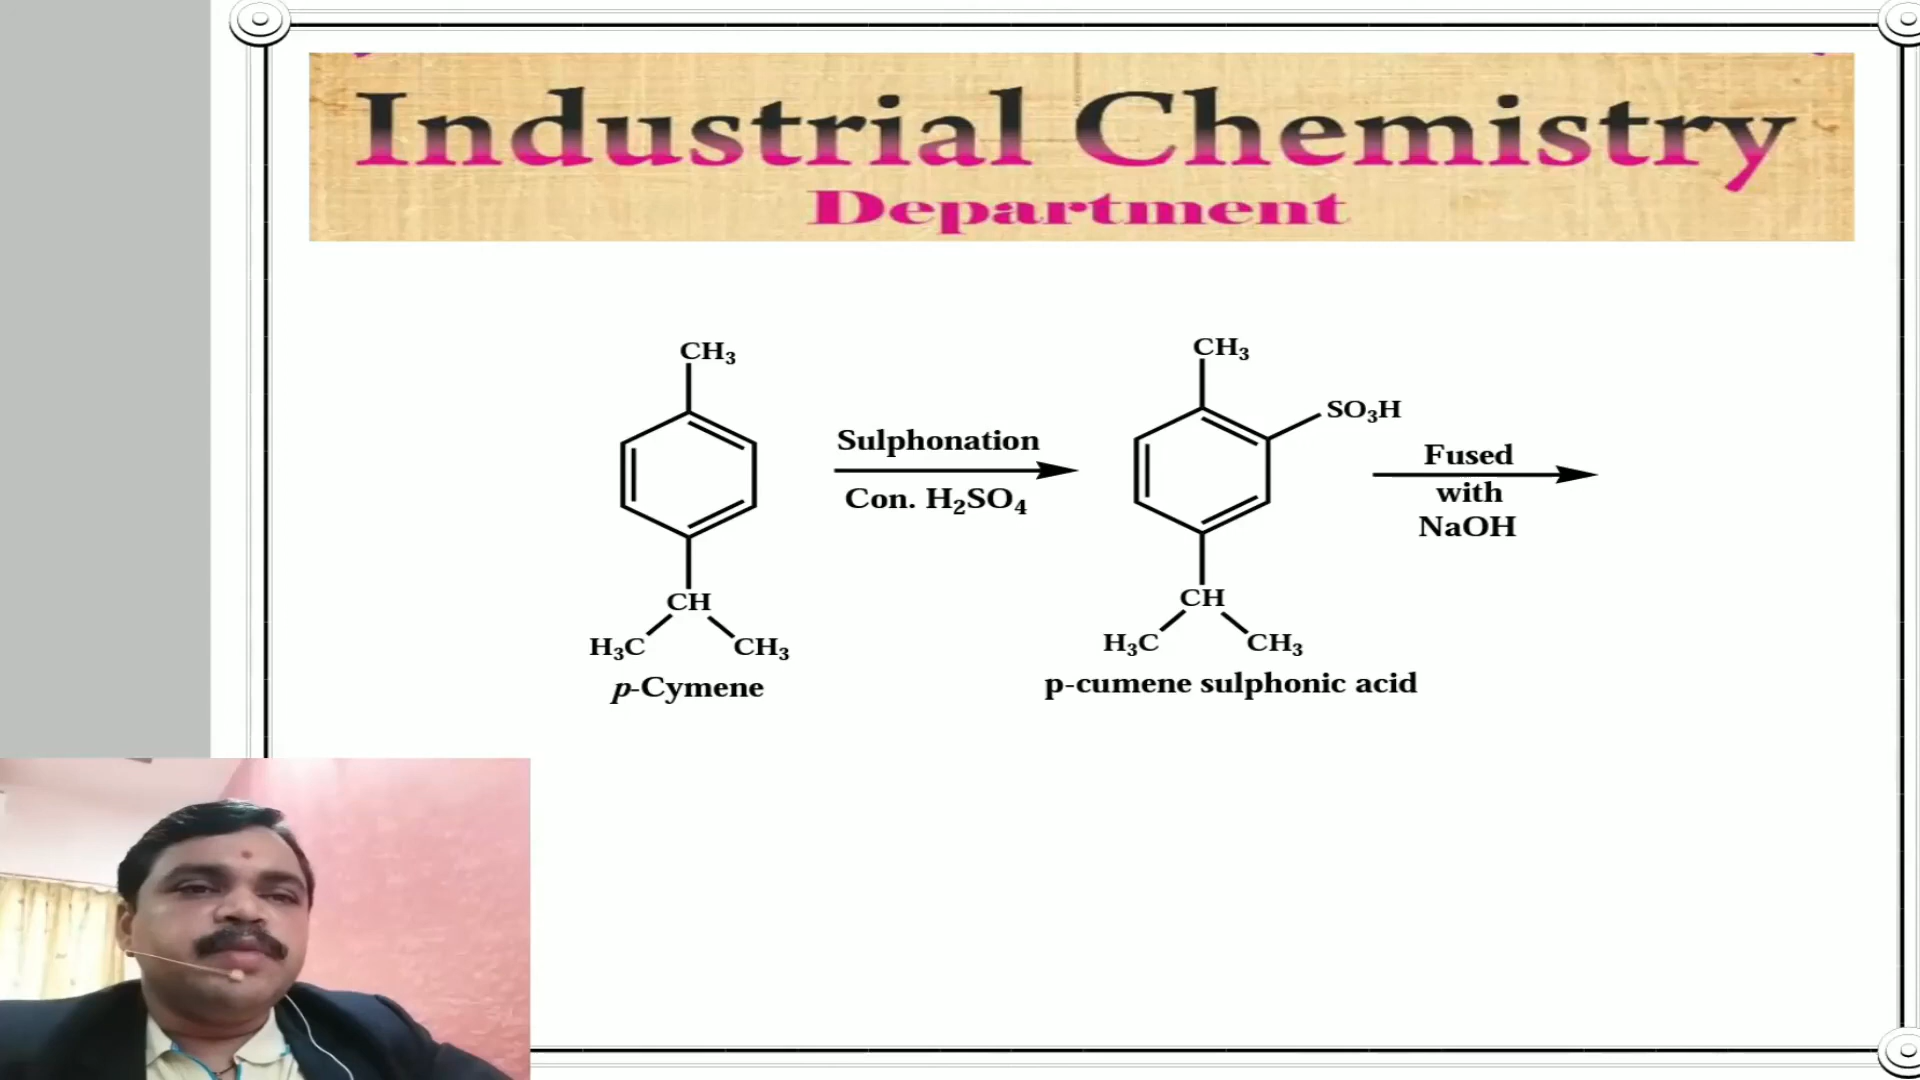 Industrial Chemistry
Department
CH₃
CH₃
SO₃H
Sulphonation
Con. H₂SO₄
Fused
with
NaOH
CH
H₃C
CH₃
p-Cymene
CH
H₃C
CH₃
p-cumene sulphonic acid